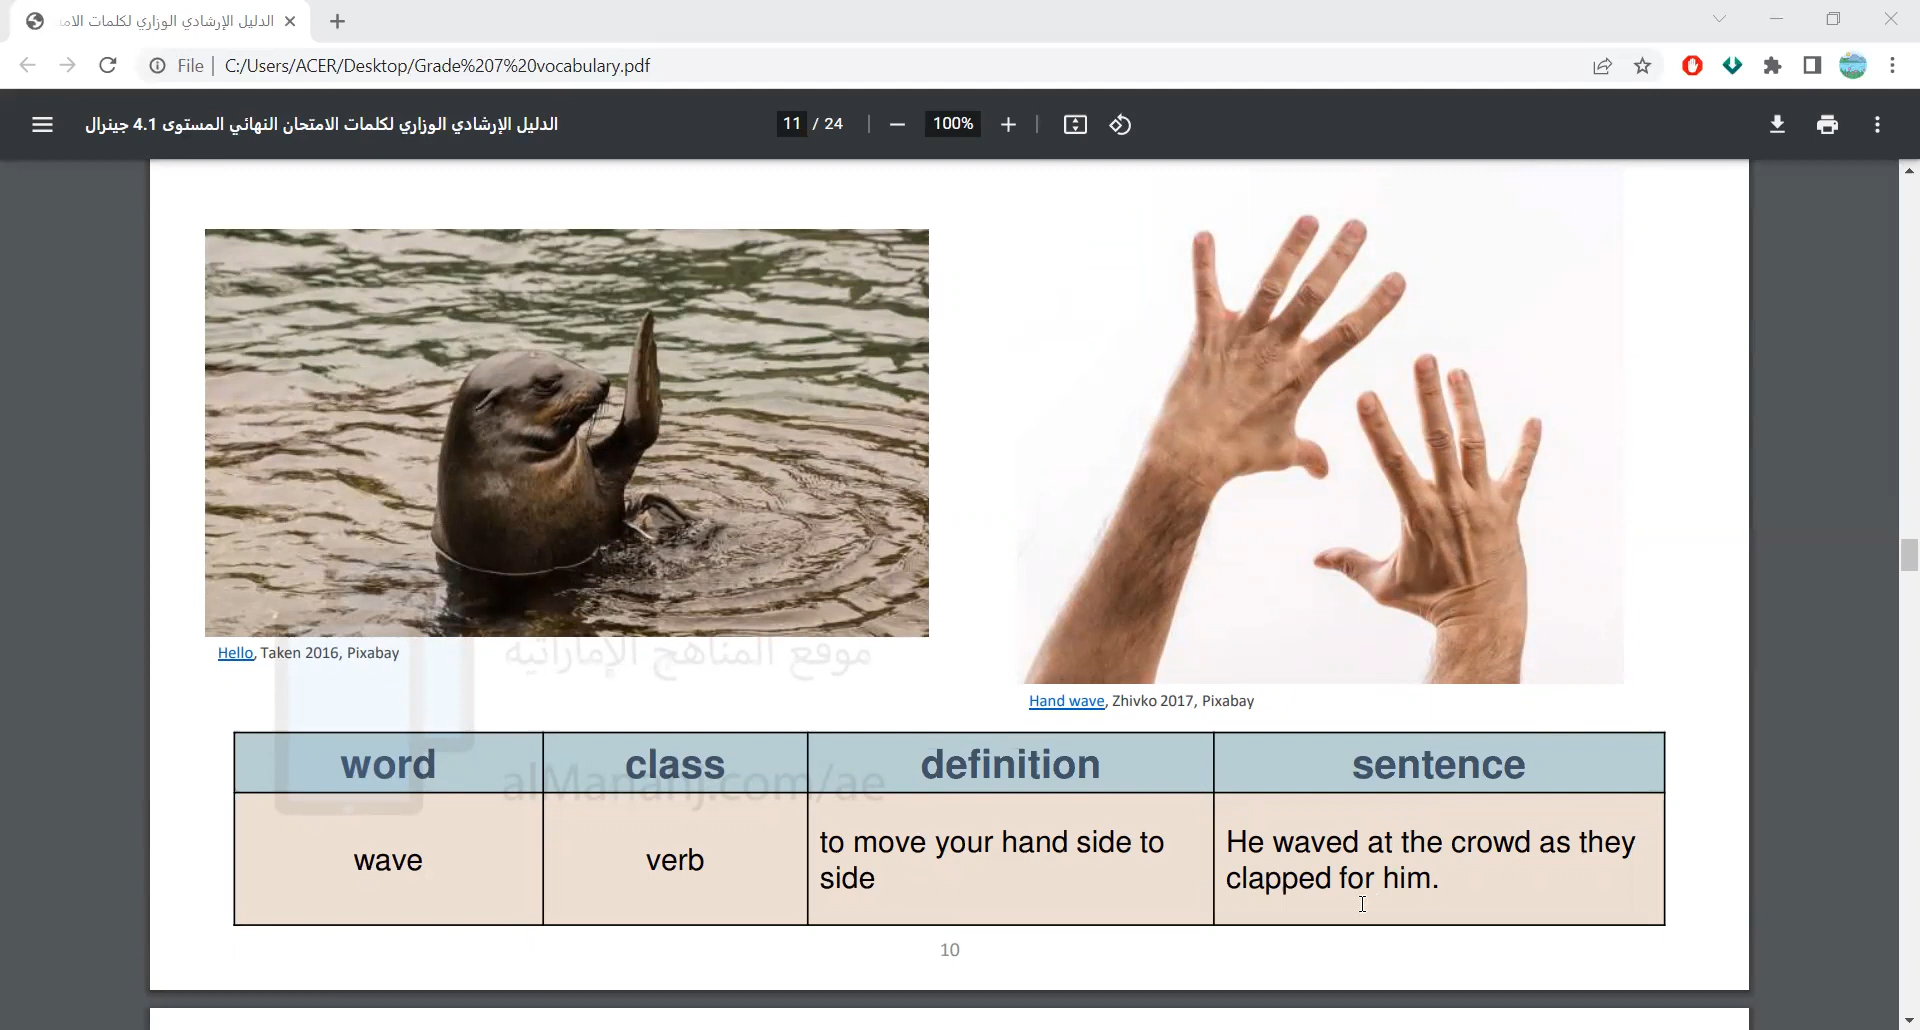 الدليل الإرشادي الوزاري لكلمات الامت
File
C:/Users/ACER/Desktop/Grade%207%20vocabulary.pdf
الدليل الإرشادي الوزاري لكلمات الامتحان النهائي المستوى 4.1 جينرال
11 / 24
100%
Hello, Taken 2016, Pixabay
موقع المناهج الإماراتية
Hand wave, Zhivko 2017, Pixabay
word class definition sentence
alManahj.com/ae
wave verb to move your hand side to side He waved at the crowd as they clapped for him.
10